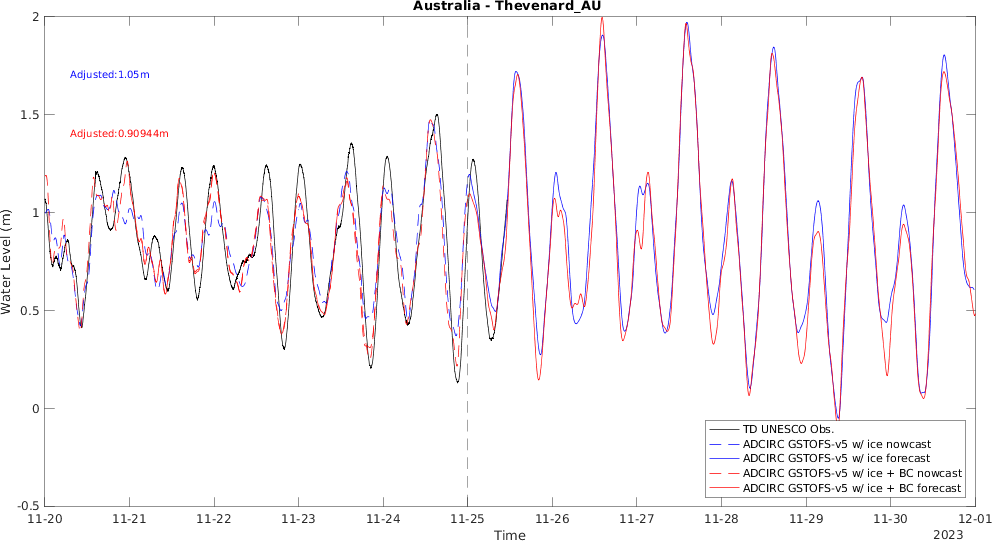 Australia - Thevenard_AU
2
1.5
1
0.5
0
-0.5
Water Level (m)
Adjusted:1.05m
Adjusted:0.90944m
TD UNESCO Obs.
ADCIRC GSTOFS-v5 w/ ice nowcast
ADCIRC GSTOFS-v5 w/ ice forecast
ADCIRC GSTOFS-v5 w/ ice + BC nowcast
ADCIRC GSTOFS-v5 w/ ice + BC forecast
11-20 11-21 11-22 11-23 11-24 11-25 11-26 11-27 11-28 11-29 11-30 12-01
Time
2023